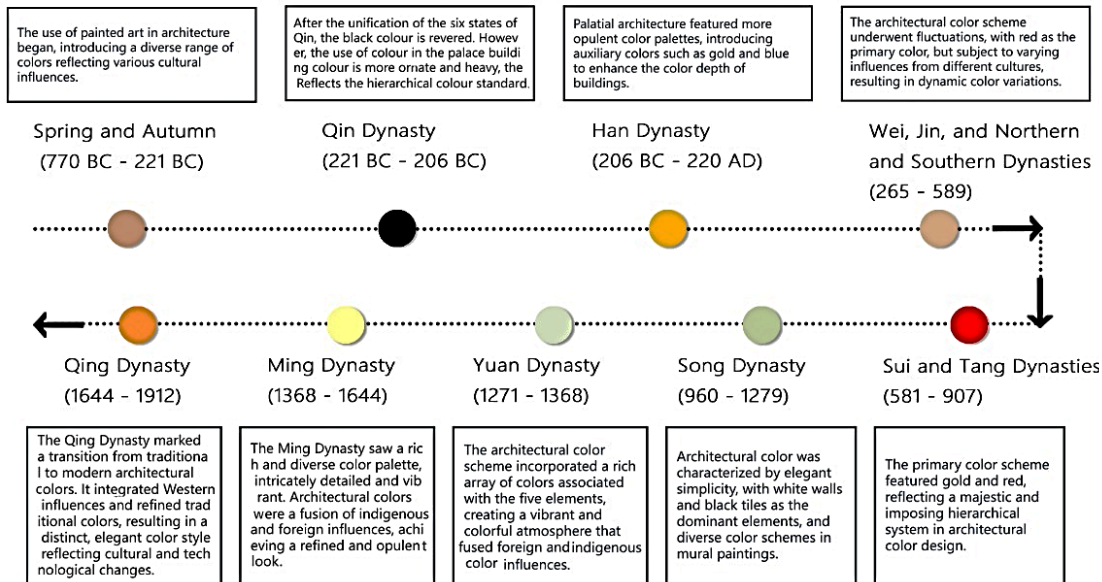 The use of painted art in architecture
began, introducing a diverse range of
colors reflecting various cultural
influences.
After the unification of the six states of
Qin, the black colour is revered. Howev
er, the use of colour in the palace buildi
ng colour is more ornate and heavy, the
Reflects the hierarchical colour standard.
Palatial architecture featured more
opulent color palettes, introducing
auxiliary colors such as gold and blue
to enhance the color depth of
buildings.
The architectural color scheme
underwent fluctuations, with red as the
primary color, but subject to varying
influences from different cultures,
resulting in dynamic color variations.
Spring and Autumn
(770 BC - 221 BC)
Qin Dynasty
(221 BC - 206 BC)
Han Dynasty
(206 BC - 220 AD)
Wei, Jin, and Northern
and Southern Dynasties
(265 - 589)
Qing Dynasty
(1644 - 1912)
Ming Dynasty
(1368 - 1644)
Yuan Dynasty
(1271 - 1368)
Song Dynasty
(960 - 1279)
Sui and Tang Dynasties
(581 - 907)
The Qing Dynasty marked
a transition from traditiona
l to modern architectural
colors. It integrated Western
influences and refined trad
itional colors, resulting in a
distinct, elegant color style
reflecting cultural and tech
nological changes.
The Ming Dynasty saw a ric
h and diverse color palette,
intricately detailed and vib
rant. Architectural colors
were a fusion of indigenous
and foreign influences, achi
eving a refined and opulent
look.
The architectural color
scheme incorporated a rich
array of colors associated
with the five elements,
creating a vibrant and
colorful atmosphere that
fused foreign and indigenous
color influences.
Architectural color was
characterized by elegant
simplicity, with white walls
and black tiles as the
dominant elements, and
diverse color schemes in
mural paintings.
The primary color scheme
featured gold and red,
reflecting a majestic and
imposing hierarchical
system in architectural
color design.